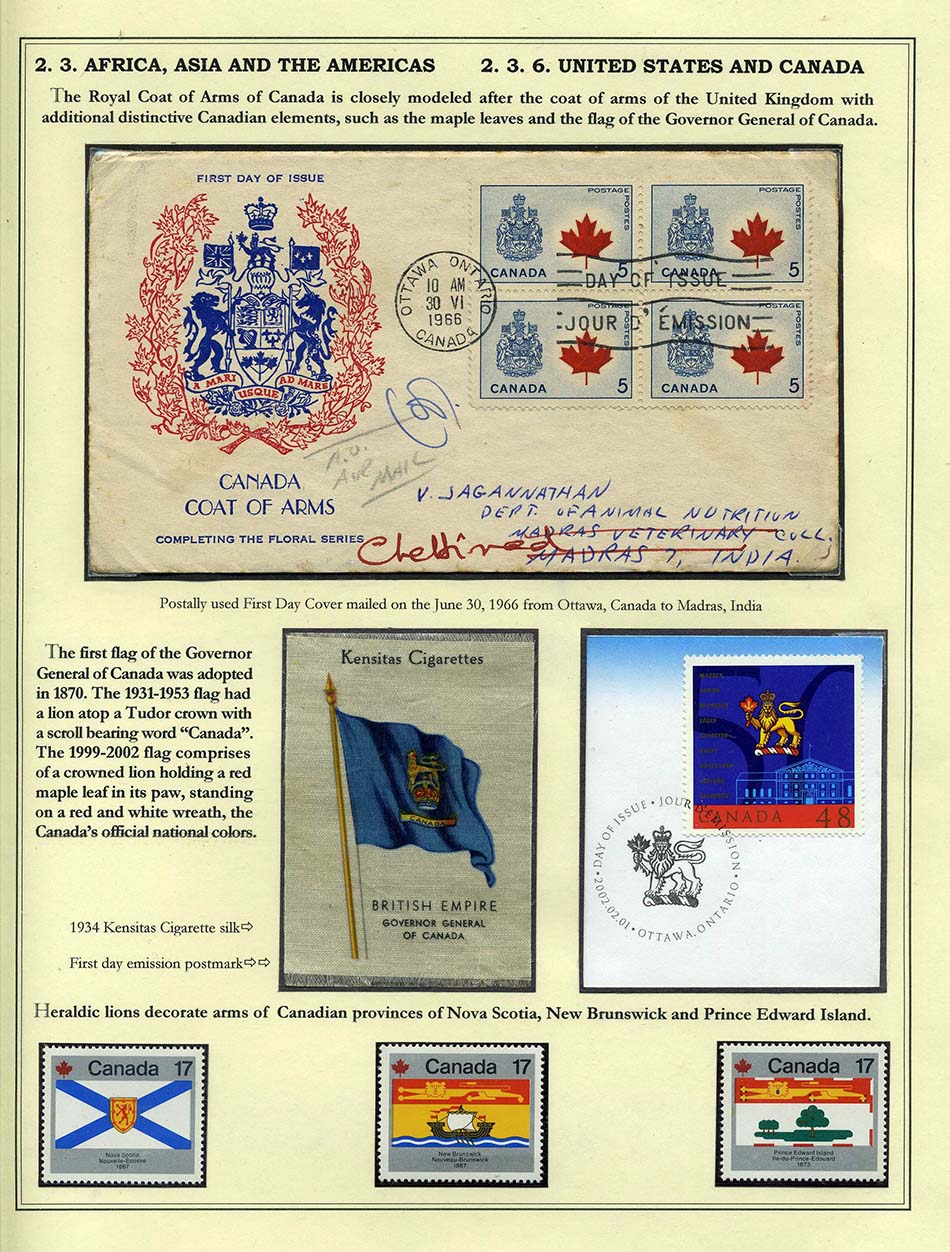 2. 3. AFRICA, ASIA AND THE AMERICAS 2. 3. 6. UNITED STATES AND CANADA
The Royal Coat of Arms of Canada is closely modeled after the coat of arms of the United Kingdom with
additional distinctive Canadian elements, such as the maple leaves and the flag of the Governor General of Canada.
FIRST DAY OF ISSUE
A MARI USQUE AD MARE
CANADA
COAT OF ARMS
COMPLETING THE FLORAL SERIES
OTTAWA ONTARIO
10 AM
30 VI
1966
CANADA
POSTAGE POSTES
CANADA 5
POSTAGE POSTES
CANADA 5
DAY OF ISSUE
JOUR D'ÉMISSION
POSTES
CANADA 5
POSTES
CANADA 5
A.O.
AIR MAIL
V. JAGANNATHAN
DEPT. OF ANIMAL NUTRITION
MADRAS VETERINARY COLL.
MADRAS 7, INDIA.
Postally used First Day Cover mailed on the June 30, 1966 from Ottawa, Canada to Madras, India
The first flag of the Governor
General of Canada was adopted
in 1870. The 1931-1953 flag had
a lion atop a Tudor crown with
a scroll bearing word “Canada”.
The 1999-2002 flag comprises
of a crowned lion holding a red
maple leaf in its paw, standing
on a red and white wreath, the
Canada’s official national colors.
1934 Kensitas Cigarette silk⇨
First day emission postmark⇨⇨
Kensitas Cigarettes
CANADA
BRITISH EMPIRE
GOVERNOR GENERAL
OF CANADA
MASSEY
VANIER
MICHENER
LÉGER
SCHREYER
SAUVÉ
HNATYSHYN
LEBLANC
CLARKSON
CANADA 48
DAY OF ISSUE • JOUR D'ÉMISSION
• 2002.02.01 • OTTAWA, ONTARIO •
Heraldic lions decorate arms of Canadian provinces of Nova Scotia, New Brunswick and Prince Edward Island.
Canada 17
Nova Scotia
Nouvelle-Écosse
1867
Canada 17
New Brunswick
Nouveau-Brunswick
1867
Canada 17
Prince Edward Island
Île-du-Prince-Édouard
1873